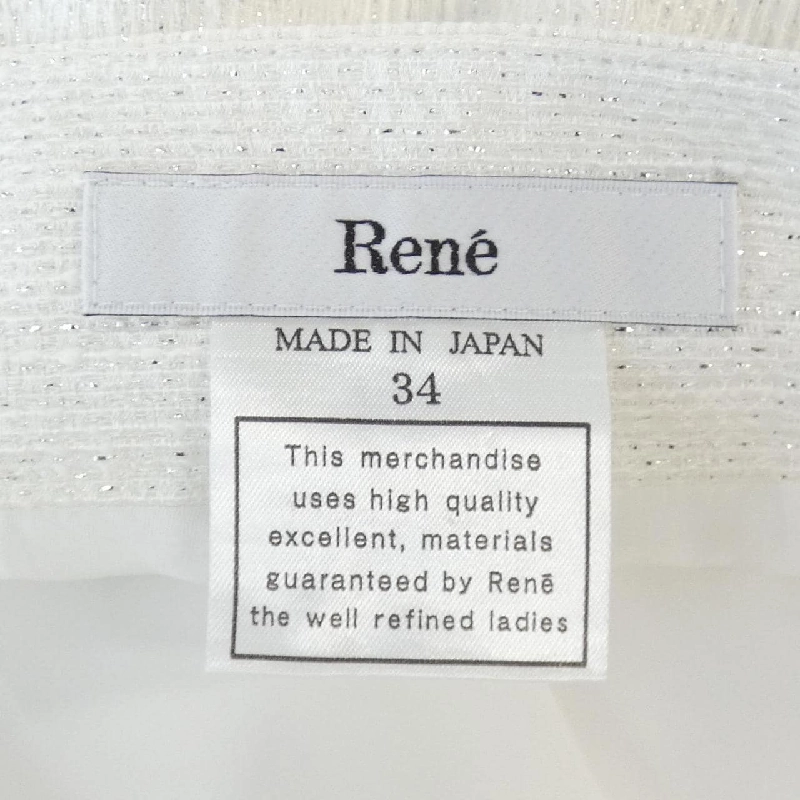 René
MADE IN JAPAN
34
This merchandise
uses high quality
excellent, materials
guaranteed by Renē
the well refined ladies